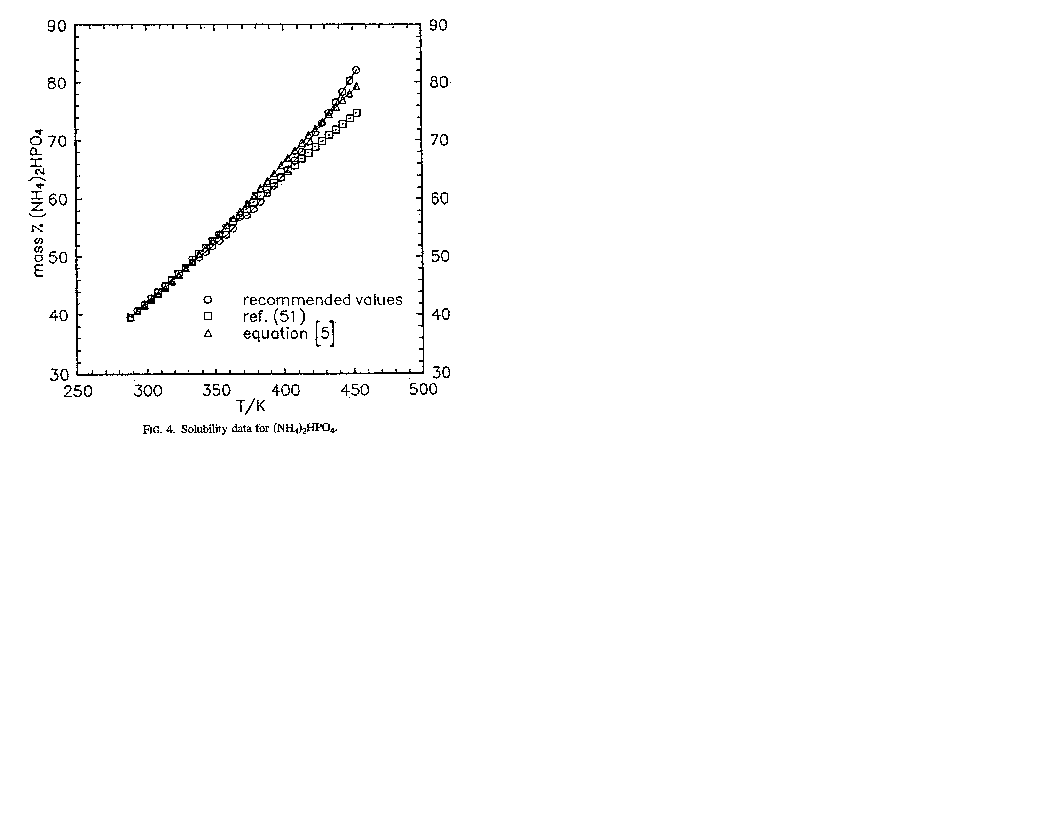 90 90
80 80
mass % (NH4)2HPO4
70 70
60 60
50 50
40 40
30 30
recommended values
ref. (51)
equation [5]
250 300 350 400 450 500
T/K
FIG. 4. Solubility data for (NH4)2HPO4.